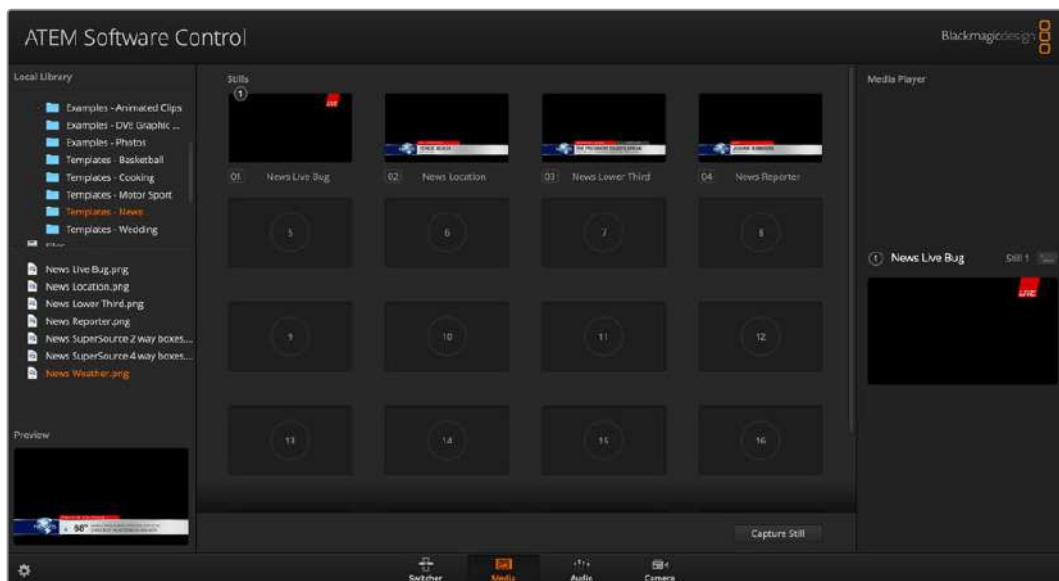 ATEM Software Control
Blackmagicdesign
Local Library
Examples - Animated Clips
Examples - DVE Graphic ...
Examples - Photos
Templates - Basketball
Templates - Cooking
Templates - Motor Sport
Templates - News
Templates - Wedding
News Live Bug.png
News Location.png
News Lower Third.png
News Reporter.png
News SuperSource 2 way boxes....
News SuperSource 4 way boxes....
News Weather.png
Preview
68°
Stills
1
LIVE
01 News Live Bug
02 News Location
03 News Lower Third
04 News Reporter
5
6
7
8
9
10
11
12
13
14
15
16
Capture Still
Media Player
1 News Live Bug Still 1
LIVE
Switcher
Media
Audio
Camera